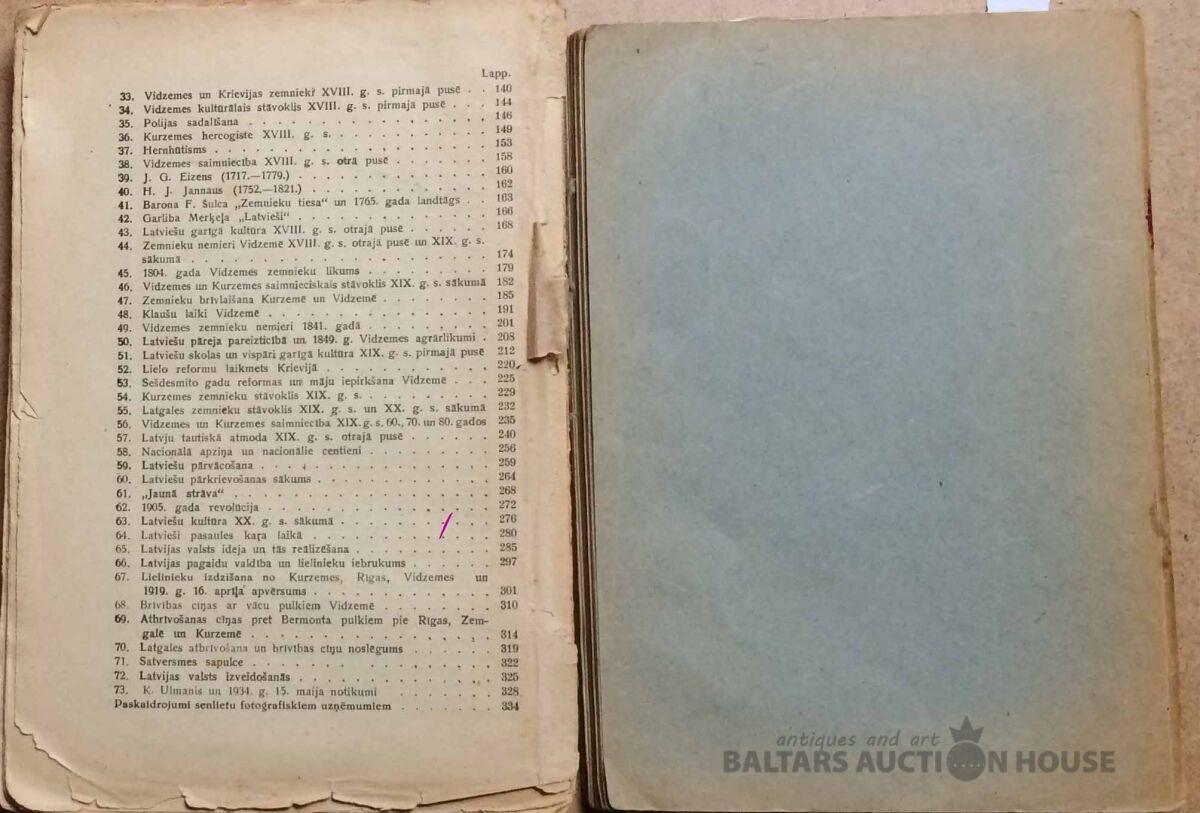 Lapp.
33. Vidzemes un Krievijas zemnieki XVIII. g. s. pirmajā pusē . . 140
34. Vidzemes kultūrālais stāvoklis XVIII. g. s. pirmajā pusē . . . 144
35. Polijas sadalīšana . . . . . . . . . . . . . . . . 146
36. Kurzemes hercogiste XVIII. g. s. . . . . . . . . . . . 149
37. Hernhūtisms . . . . . . . . . . . . . . . . . . 153
38. Vidzemes saimniecība XVIII. g. s. otrā pusē . . . . . . . 158
39. J. G. Eizens (1717.—1779.) . . . . . . . . . . . . . 160
40. H. J. Jannaus (1752.—1821.) . . . . . . . . . . . . 162
41. Barona F. Šulca „Zemnieku tiesa“ un 1765. gada landtāgs . . 163
42. Garlība Merķeļa „Latvieši“ . . . . . . . . . . . . . 166
43. Latviešu garīgā kultūra XVIII. g. s. otrajā pusē . . . . . . 168
44. Zemnieku nemieri Vidzemē XVIII. g. s. otrajā pusē un XIX. g. s.
sākumā . . . . . . . . . . . . . . . . . . . . 174
45. 1804. gada Vidzemes zemnieku likums . . . . . . . . . 179
46. Vidzemes un Kurzemes saimnieciskais stāvoklis XIX. g. s. sākumā 182
47. Zemnieku brīvlaišana Kurzemē un Vidzemē . . . . . . . . 185
48. Klaušu laiki Vidzemē . . . . . . . . . . . . . . . 191
49. Vidzemes zemnieku nemieri 1841. gadā . . . . . . . . . 201
50. Latviešu pāreja pareizticībā un 1849. g. Vidzemes agrārlikumi . 208
51. Latviešu skolas un vispāri garīgā kultūra XIX. g. s. pirmajā pusē 212
52. Lielo reformu laikmets Krievijā . . . . . . . . . . . . 220
53. Sešdesmito gadu reformas un māju iepirkšana Vidzemē . . . 225
54. Kurzemes zemnieku stāvoklis XIX. g. s. . . . . . . . . . 229
55. Latgales zemnieku stāvoklis XIX. g. s. un XX. g. s. sākumā 232
56. Vidzemes un Kurzemes saimniecība XIX. g. s. 60., 70. un 80. gados 235
57. Latvju tautiskā atmoda XIX. g. s. otrajā pusē . . . . . . 240
58. Nacionālā apziņa un nacionālie centieni . . . . . . . . . 256
59. Latviešu pārvācošana . . . . . . . . . . . . . . . 259
60. Latviešu pārkrievošanas sākums . . . . . . . . . . . . 264
61. „Jaunā strāva“ . . . . . . . . . . . . . . . . . 268
62. 1905. gada revolūcija . . . . . . . . . . . . . . . 272
63. Latviešu kultūra XX. g. s. sākumā . . . . . . . . . . . 276
64. Latvieši pasaules kaŗa laikā . . . . . . . . . . . . . 280
65. Latvijas valsts ideja un tās reālizēšana . . . . . . . . . 285
66. Latvijas pagaidu valdība un lielinieku iebrukums . . . . . . 297
67. Lielinieku izdzīšana no Kurzemes, Rīgas, Vidzemes un
1919. g. 16. aprīļa apvērsums . . . . . . . . . . . . . 301
68. Brīvības cīņas ar vācu pulkiem Vidzemē . . . . . . . . 310
69. Atbrīvošanas cīņas pret Bermonta pulkiem pie Rīgas, Zem-
galē un Kurzemē . . . . . . . . . . . . . . . . 314
70. Latgales atbrīvošana un brīvības cīņu noslēgums . . . . . . 319
71. Satversmes sapulce . . . . . . . . . . . . . . . . 322
72. Latvijas valsts izveidošanās . . . . . . . . . . . . . 325
73. K. Ulmanis un 1934. g. 15. maija notikumi . . . . . . . 328
Paskaidrojumi senlietu fotografiskiem uzņēmumiem . . . . . . . 334
antiques and art
BALTARS AUCTION HOUSE